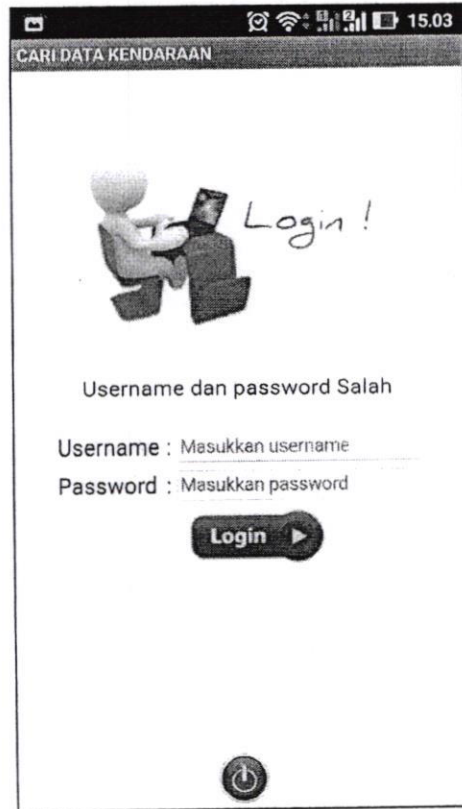 15.03
CARI DATA KENDARAAN
Login !
Username dan password Salah
Username : Masukkan username
Password : Masukkan password
Login